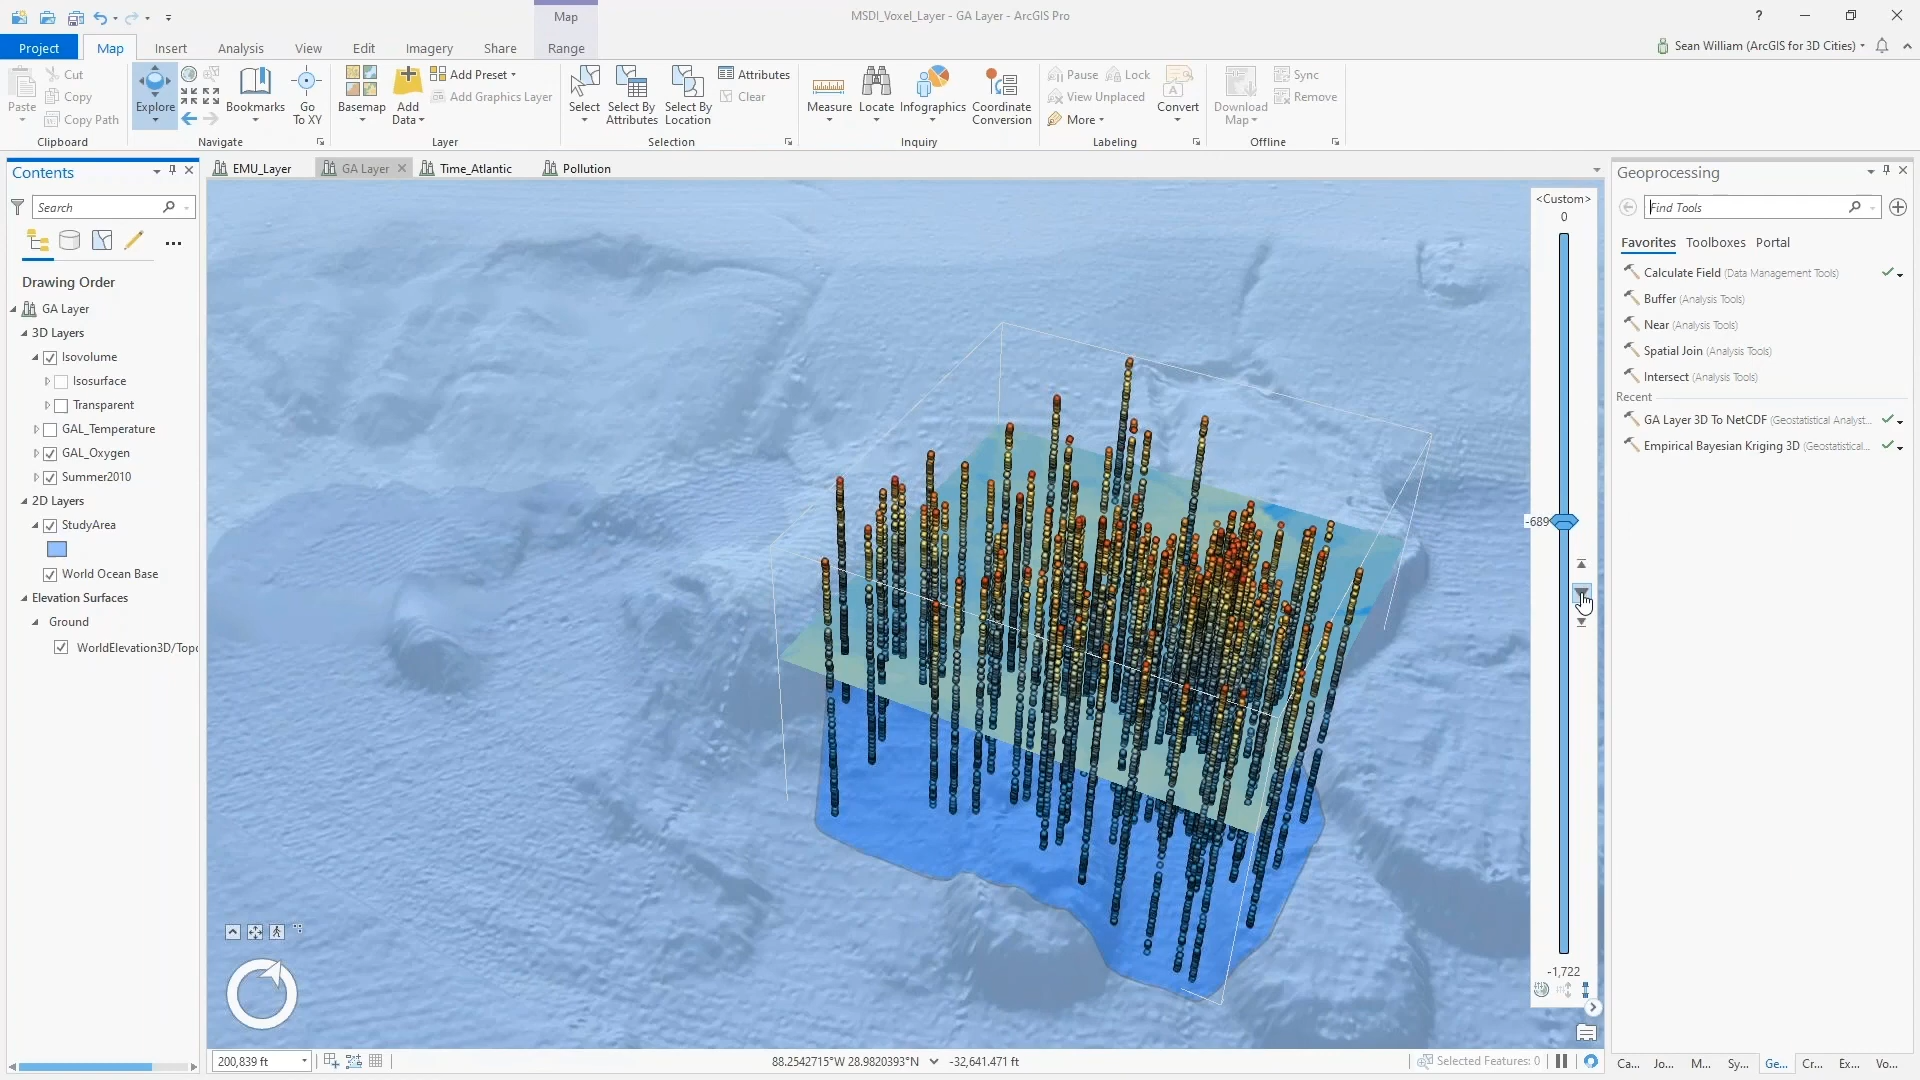 MSDI_Voxel_Layer - GA Layer - ArcGIS Pro
Map
?
Project Map Insert Analysis View Edit Imagery Share Range
Sean William (ArcGIS for 3D Cities)
Paste
Cut
Copy
Copy Path
Clipboard
Explore
Bookmarks
Go To XY
Navigate
Basemap
Add Data
Add Preset
Add Graphics Layer
Layer
Select
Select By Attributes
Select By Location
Attributes
Clear
Selection
Measure
Locate
Infographics
Coordinate Conversion
Inquiry
Pause
Lock
View Unplaced
More
Convert
Labeling
Download Map
Sync
Remove
Offline
Contents
Search
Drawing Order
GA Layer
3D Layers
Isovolume
Isosurface
Transparent
GAL_Temperature
GAL_Oxygen
Summer2010
2D Layers
StudyArea
World Ocean Base
Elevation Surfaces
Ground
WorldElevation3D/Topo
EMU_Layer
GA Layer
Time_Atlantic
Pollution
<Custom>
0
-689
-1,722
200,839 ft
88.2542715°W 28.9820393°N
-32,641.471 ft
Selected Features: 0
Geoprocessing
Find Tools
Favorites Toolboxes Portal
Calculate Field (Data Management Tools)
Buffer (Analysis Tools)
Near (Analysis Tools)
Spatial Join (Analysis Tools)
Intersect (Analysis Tools)
Recent
GA Layer 3D To NetCDF (Geostatistical Analyst...
Empirical Bayesian Kriging 3D (Geostatistical...
Ca... Jo... M... Sy... Ge... Cr... Ex... Vo...